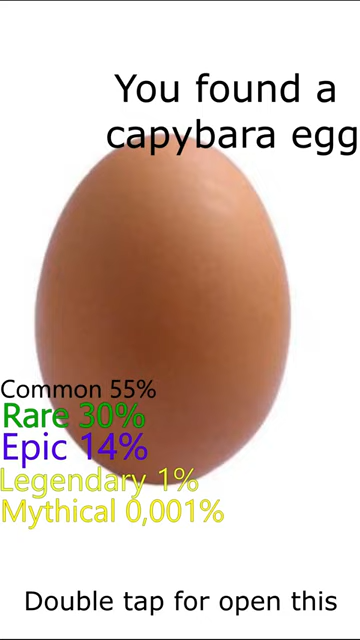 You found a
capybara egg
Common 55%
Rare 30%
Epic 14%
Legendary 1%
Mythical 0,001%
Double tap for open this